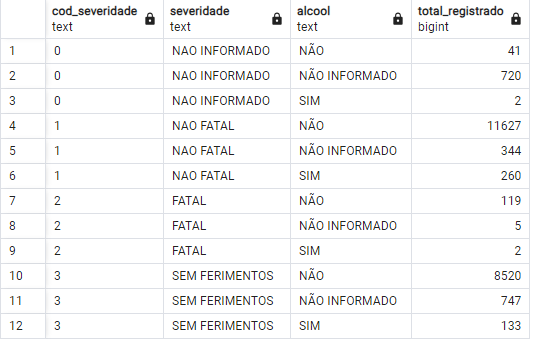 cod_severidade severidade alcool total_registrado
text text text bigint
1 0 NAO INFORMADO NÃO 41
2 0 NAO INFORMADO NÃO INFORMADO 720
3 0 NAO INFORMADO SIM 2
4 1 NAO FATAL NÃO 11627
5 1 NAO FATAL NÃO INFORMADO 344
6 1 NAO FATAL SIM 260
7 2 FATAL NÃO 119
8 2 FATAL NÃO INFORMADO 5
9 2 FATAL SIM 2
10 3 SEM FERIMENTOS NÃO 8520
11 3 SEM FERIMENTOS NÃO INFORMADO 747
12 3 SEM FERIMENTOS SIM 133